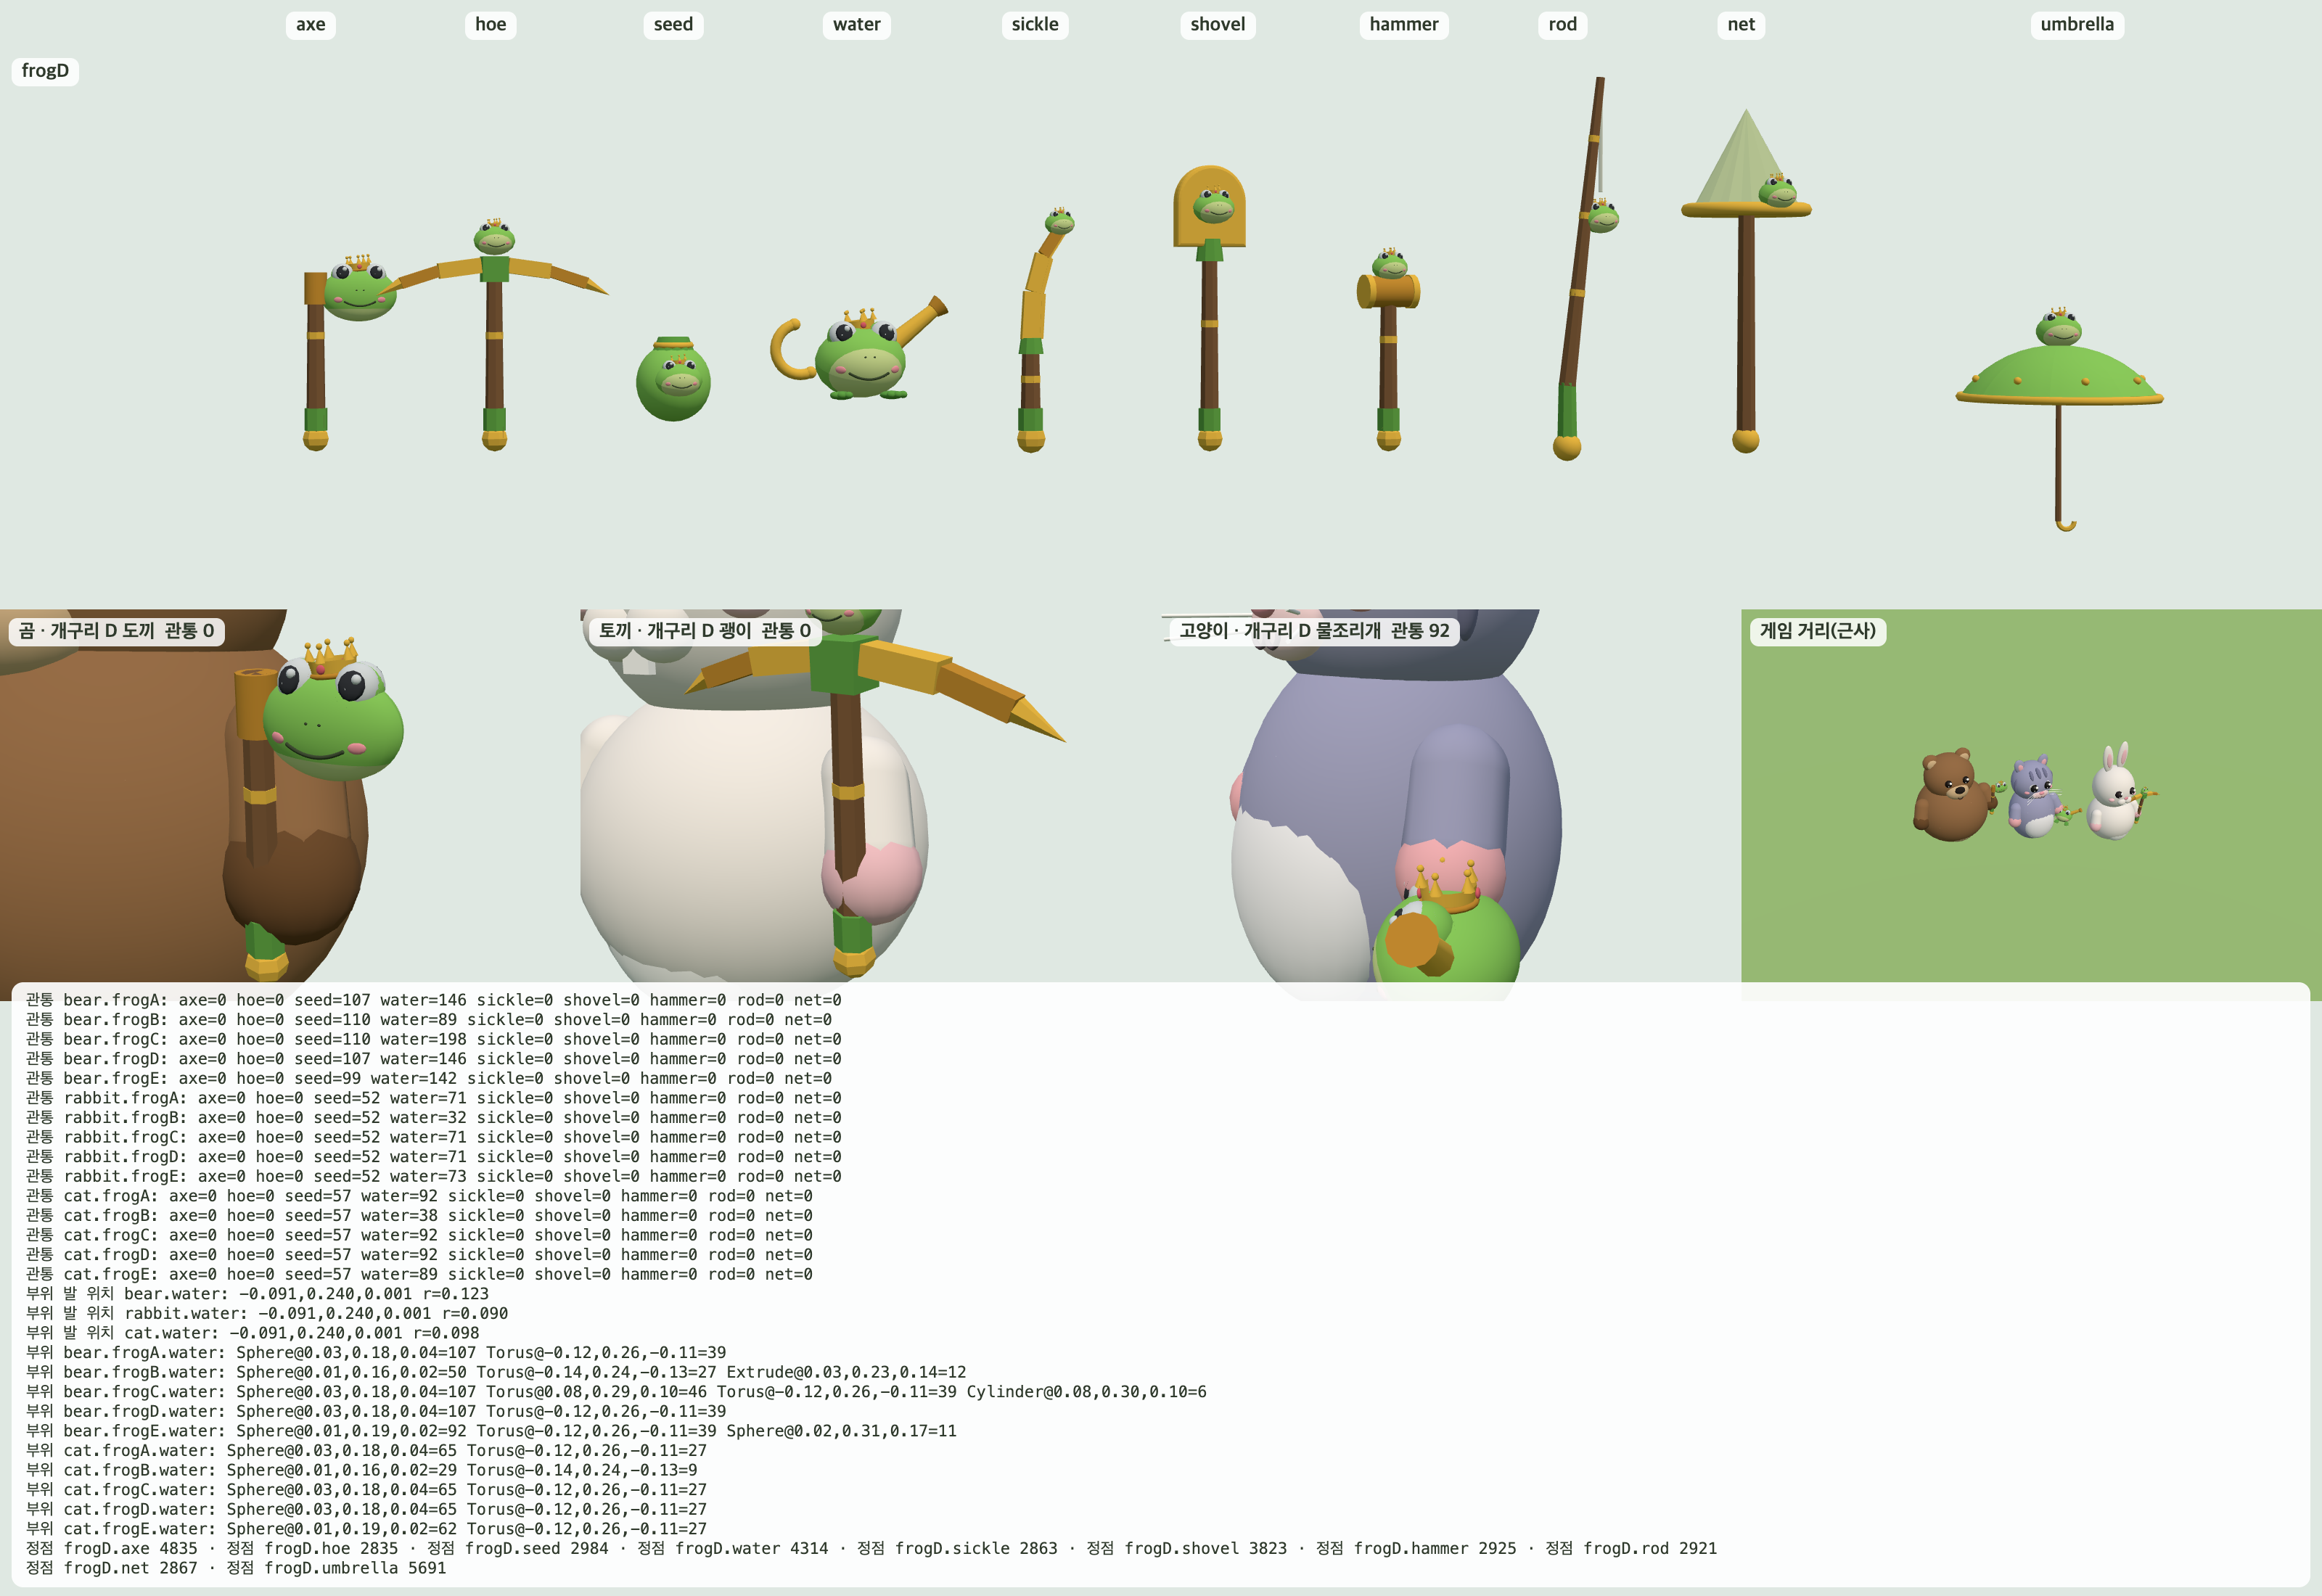 axe hoe seed water sickle shovel hammer rod net umbrella
frogD
곰 · 개구리 D 도끼 관통 0
토끼 · 개구리 D 괭이 관통 0
고양이 · 개구리 D 물조리개 관통 92
게임 거리(근사)
관통 bear.frogA: axe=0 hoe=0 seed=107 water=146 sickle=0 shovel=0 hammer=0 rod=0 net=0
관통 bear.frogB: axe=0 hoe=0 seed=110 water=89 sickle=0 shovel=0 hammer=0 rod=0 net=0
관통 bear.frogC: axe=0 hoe=0 seed=110 water=198 sickle=0 shovel=0 hammer=0 rod=0 net=0
관통 bear.frogD: axe=0 hoe=0 seed=107 water=146 sickle=0 shovel=0 hammer=0 rod=0 net=0
관통 bear.frogE: axe=0 hoe=0 seed=99 water=142 sickle=0 shovel=0 hammer=0 rod=0 net=0
관통 rabbit.frogA: axe=0 hoe=0 seed=52 water=71 sickle=0 shovel=0 hammer=0 rod=0 net=0
관통 rabbit.frogB: axe=0 hoe=0 seed=52 water=32 sickle=0 shovel=0 hammer=0 rod=0 net=0
관통 rabbit.frogC: axe=0 hoe=0 seed=52 water=71 sickle=0 shovel=0 hammer=0 rod=0 net=0
관통 rabbit.frogD: axe=0 hoe=0 seed=52 water=71 sickle=0 shovel=0 hammer=0 rod=0 net=0
관통 rabbit.frogE: axe=0 hoe=0 seed=52 water=73 sickle=0 shovel=0 hammer=0 rod=0 net=0
관통 cat.frogA: axe=0 hoe=0 seed=57 water=92 sickle=0 shovel=0 hammer=0 rod=0 net=0
관통 cat.frogB: axe=0 hoe=0 seed=57 water=38 sickle=0 shovel=0 hammer=0 rod=0 net=0
관통 cat.frogC: axe=0 hoe=0 seed=57 water=92 sickle=0 shovel=0 hammer=0 rod=0 net=0
관통 cat.frogD: axe=0 hoe=0 seed=57 water=92 sickle=0 shovel=0 hammer=0 rod=0 net=0
관통 cat.frogE: axe=0 hoe=0 seed=57 water=89 sickle=0 shovel=0 hammer=0 rod=0 net=0
부위 발 위치 bear.water: -0.091,0.240,0.001 r=0.123
부위 발 위치 rabbit.water: -0.091,0.240,0.001 r=0.090
부위 발 위치 cat.water: -0.091,0.240,0.001 r=0.098
부위 bear.frogA.water: Sphere@0.03,0.18,0.04=107 Torus@-0.12,0.26,-0.11=39
부위 bear.frogB.water: Sphere@0.01,0.16,0.02=50 Torus@-0.14,0.24,-0.13=27 Extrude@0.03,0.23,0.14=12
부위 bear.frogC.water: Sphere@0.03,0.18,0.04=107 Torus@0.08,0.29,0.10=46 Torus@-0.12,0.26,-0.11=39 Cylinder@0.08,0.30,0.10=6
부위 bear.frogD.water: Sphere@0.03,0.18,0.04=107 Torus@-0.12,0.26,-0.11=39
부위 bear.frogE.water: Sphere@0.01,0.19,0.02=92 Torus@-0.12,0.26,-0.11=39 Sphere@0.02,0.31,0.17=11
부위 cat.frogA.water: Sphere@0.03,0.18,0.04=65 Torus@-0.12,0.26,-0.11=27
부위 cat.frogB.water: Sphere@0.01,0.16,0.02=29 Torus@-0.14,0.24,-0.13=9
부위 cat.frogC.water: Sphere@0.03,0.18,0.04=65 Torus@-0.12,0.26,-0.11=27
부위 cat.frogD.water: Sphere@0.03,0.18,0.04=65 Torus@-0.12,0.26,-0.11=27
부위 cat.frogE.water: Sphere@0.01,0.19,0.02=62 Torus@-0.12,0.26,-0.11=27
정점 frogD.axe 4835 · 정점 frogD.hoe 2835 · 정점 frogD.seed 2984 · 정점 frogD.water 4314 · 정점 frogD.sickle 2863 · 정점 frogD.shovel 3823 · 정점 frogD.hammer 2925 · 정점 frogD.rod 2921
정점 frogD.net 2867 · 정점 frogD.umbrella 5691